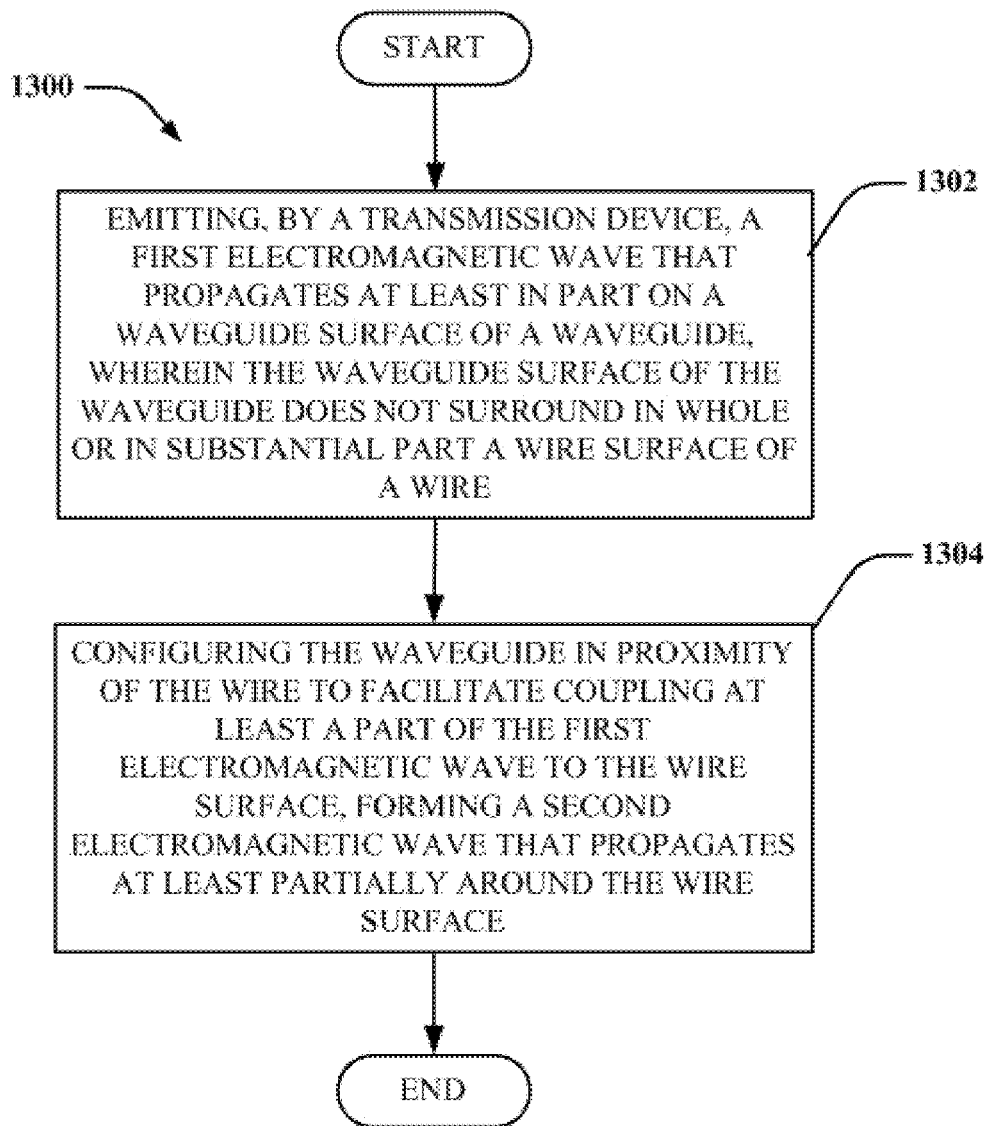 START
1300
1302
EMITTING, BY A TRANSMISSION DEVICE, A
FIRST ELECTROMAGNETIC WAVE THAT
PROPAGATES AT LEAST IN PART ON A
WAVEGUIDE SURFACE OF A WAVEGUIDE,
WHEREIN THE WAVEGUIDE SURFACE OF THE
WAVEGUIDE DOES NOT SURROUND IN WHOLE
OR IN SUBSTANTIAL PART A WIRE SURFACE OF
A WIRE
1304
CONFIGURING THE WAVEGUIDE IN PROXIMITY
OF THE WIRE TO FACILITATE COUPLING AT
LEAST A PART OF THE FIRST
ELECTROMAGNETIC WAVE TO THE WIRE
SURFACE, FORMING A SECOND
ELECTROMAGNETIC WAVE THAT PROPAGATES
AT LEAST PARTIALLY AROUND THE WIRE
SURFACE
END